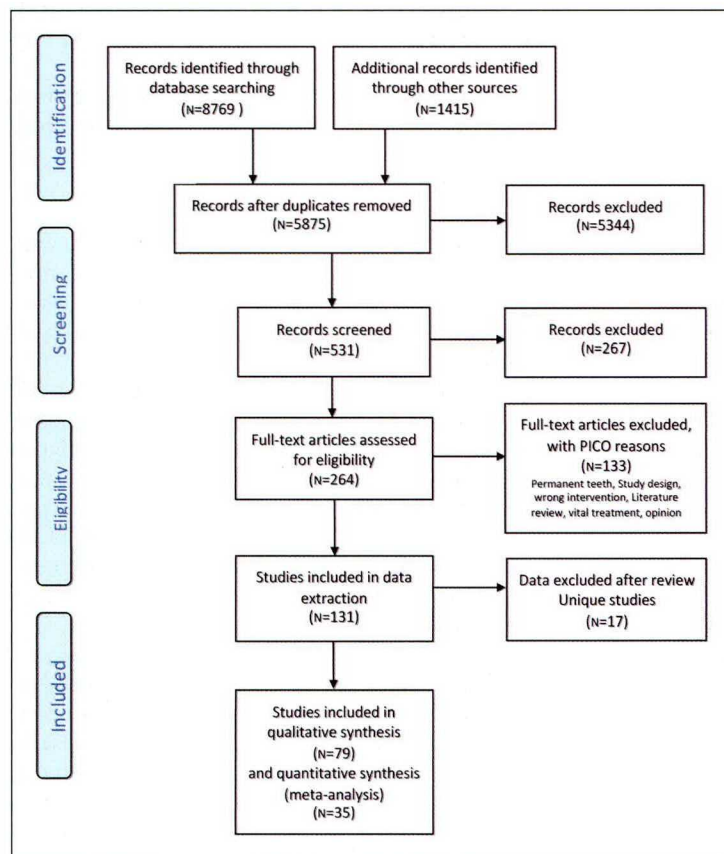 Identification
Records identified through
database searching
(N=8769 )
Additional records identified
through other sources
(N=1415)
Records after duplicates removed
(N=5875)
Records excluded
(N=5344)
Screening
Records screened
(N=531)
Records excluded
(N=267)
Eligibility
Full-text articles assessed
for eligibility
(N=264)
Full-text articles excluded,
with PICO reasons
(N=133)
Permanent teeth, Study design,
wrong intervention, Literature
review, vital treatment, opinion
Studies included in data
extraction
(N=131)
Data excluded after review
Unique studies
(N=17)
Included
Studies included in
qualitative synthesis
(N=79)
and quantitative synthesis
(meta-analysis)
(N=35)